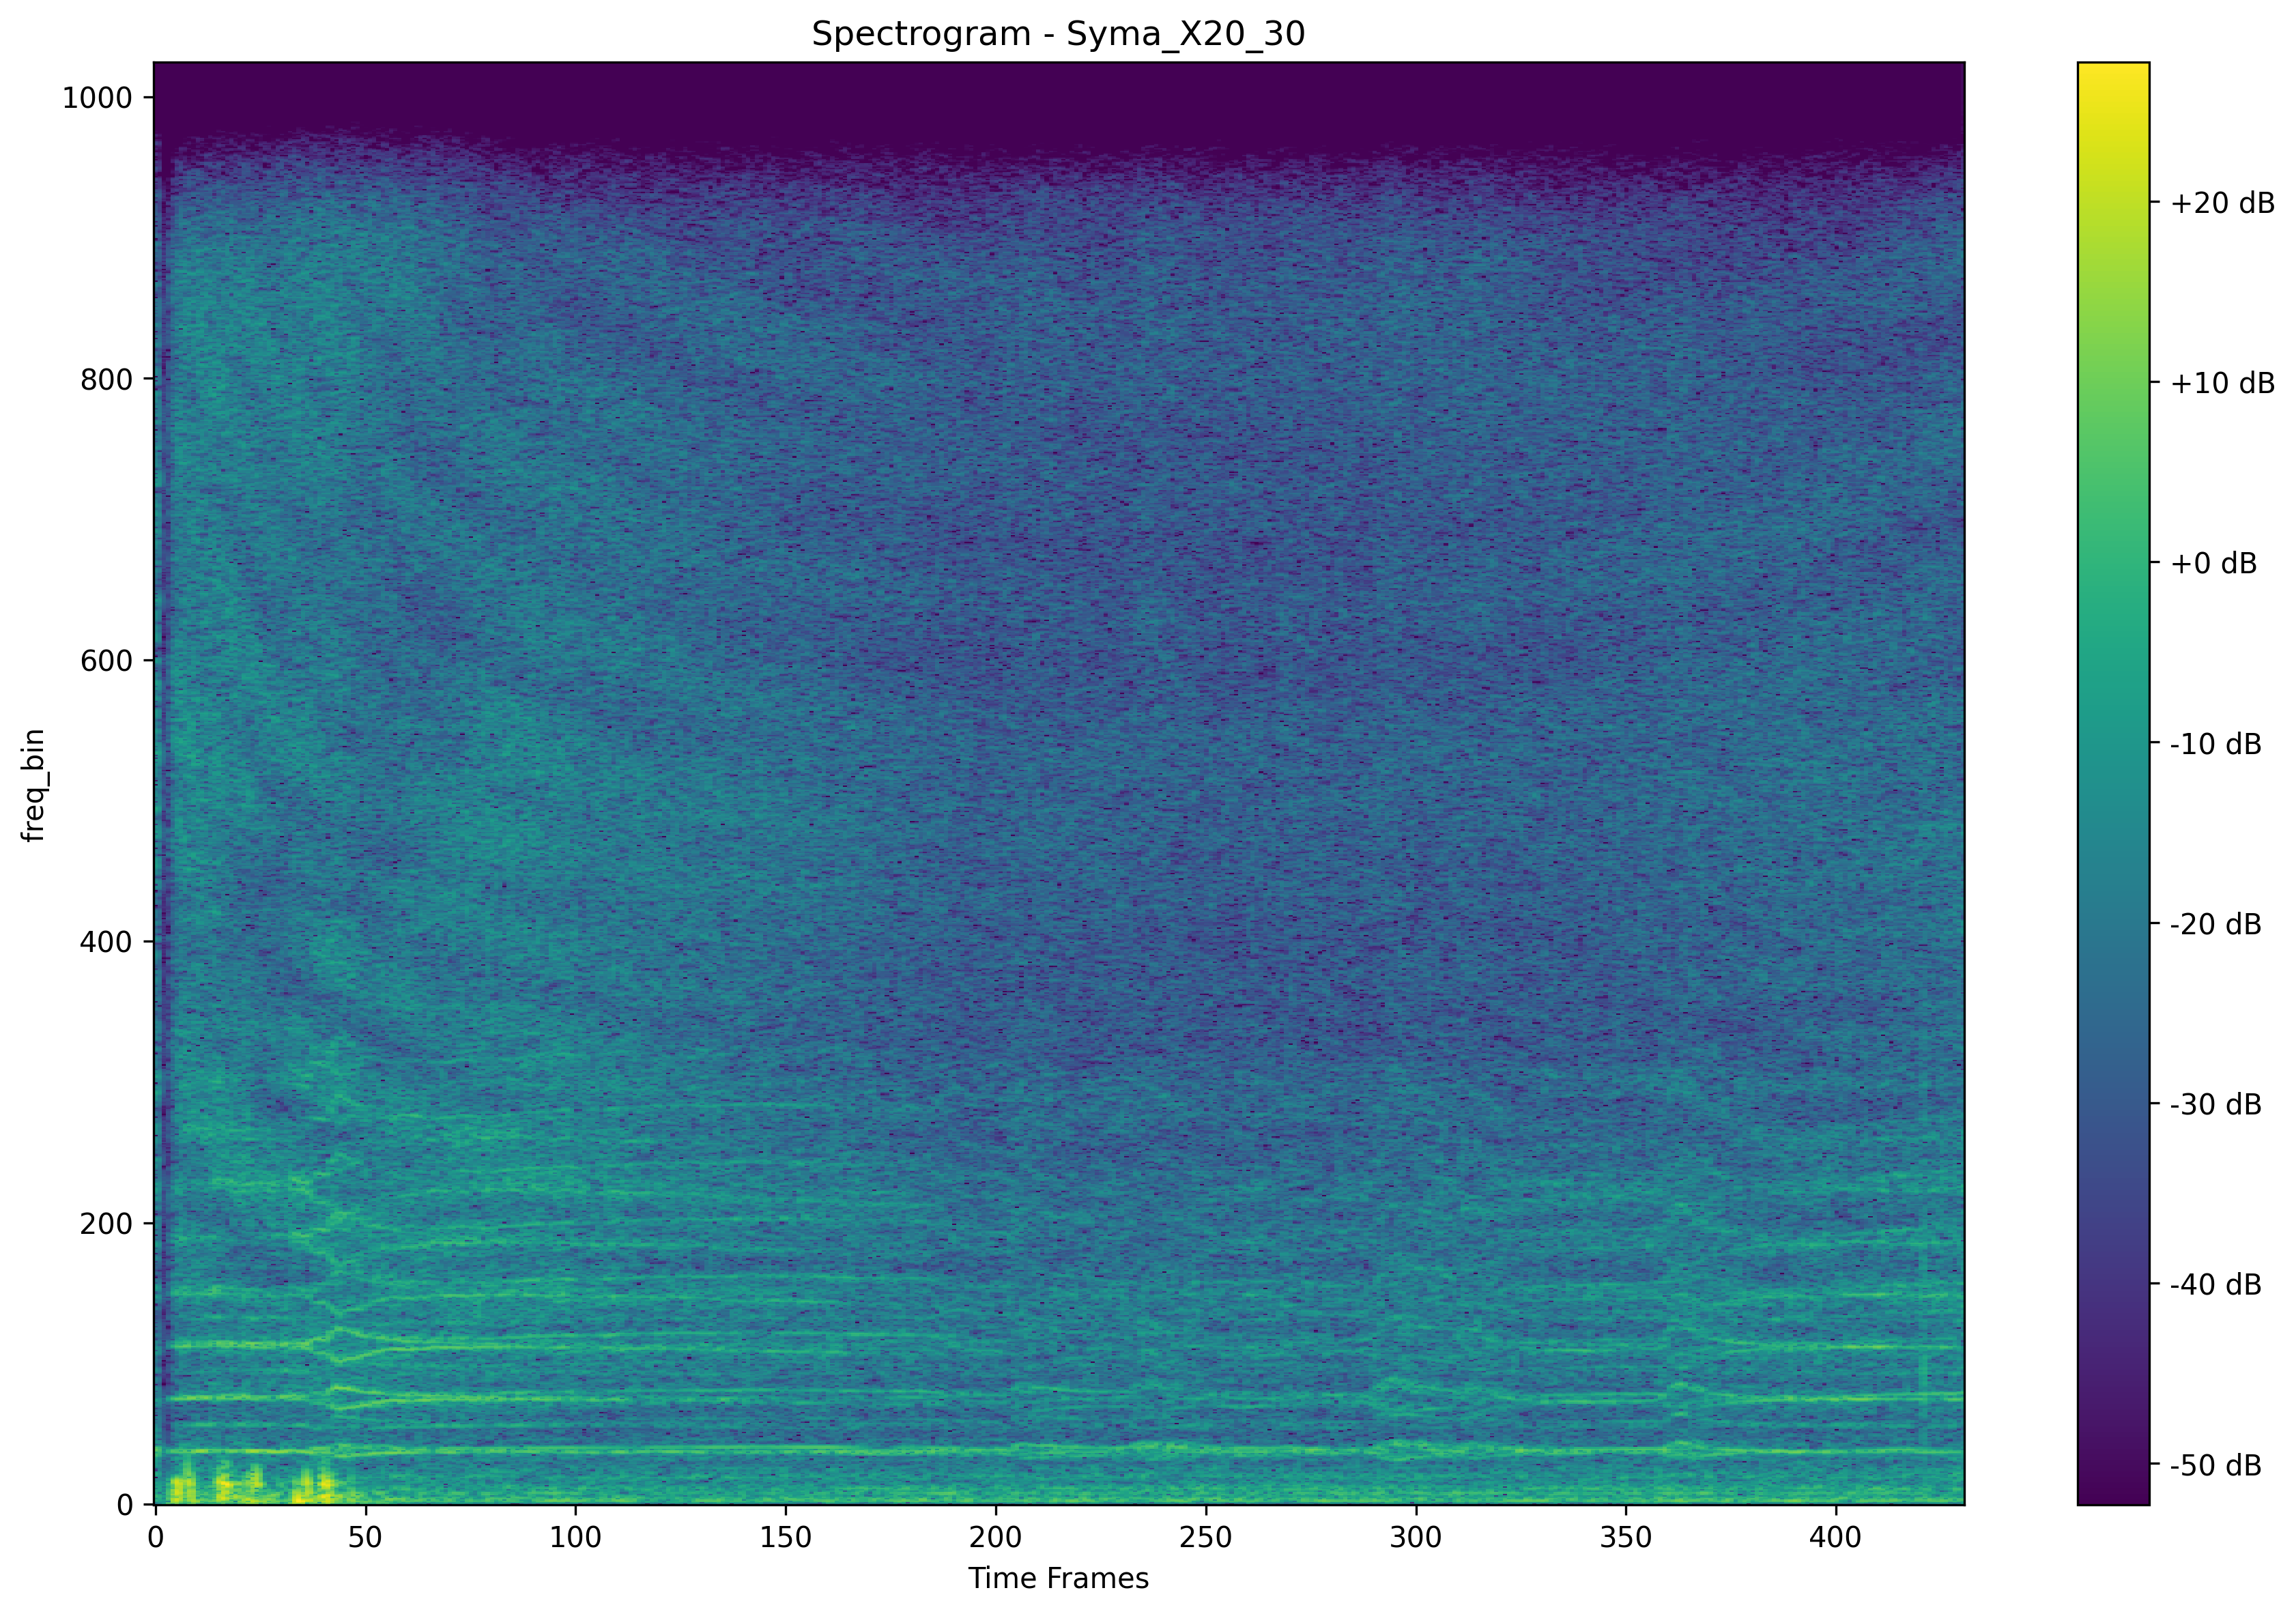 Spectrogram - Syma_X20_30
1000
800
600
400
200
0
freq_bin
0 50 100 150 200 250 300 350 400
Time Frames
+20 dB
+10 dB
+0 dB
-10 dB
-20 dB
-30 dB
-40 dB
-50 dB